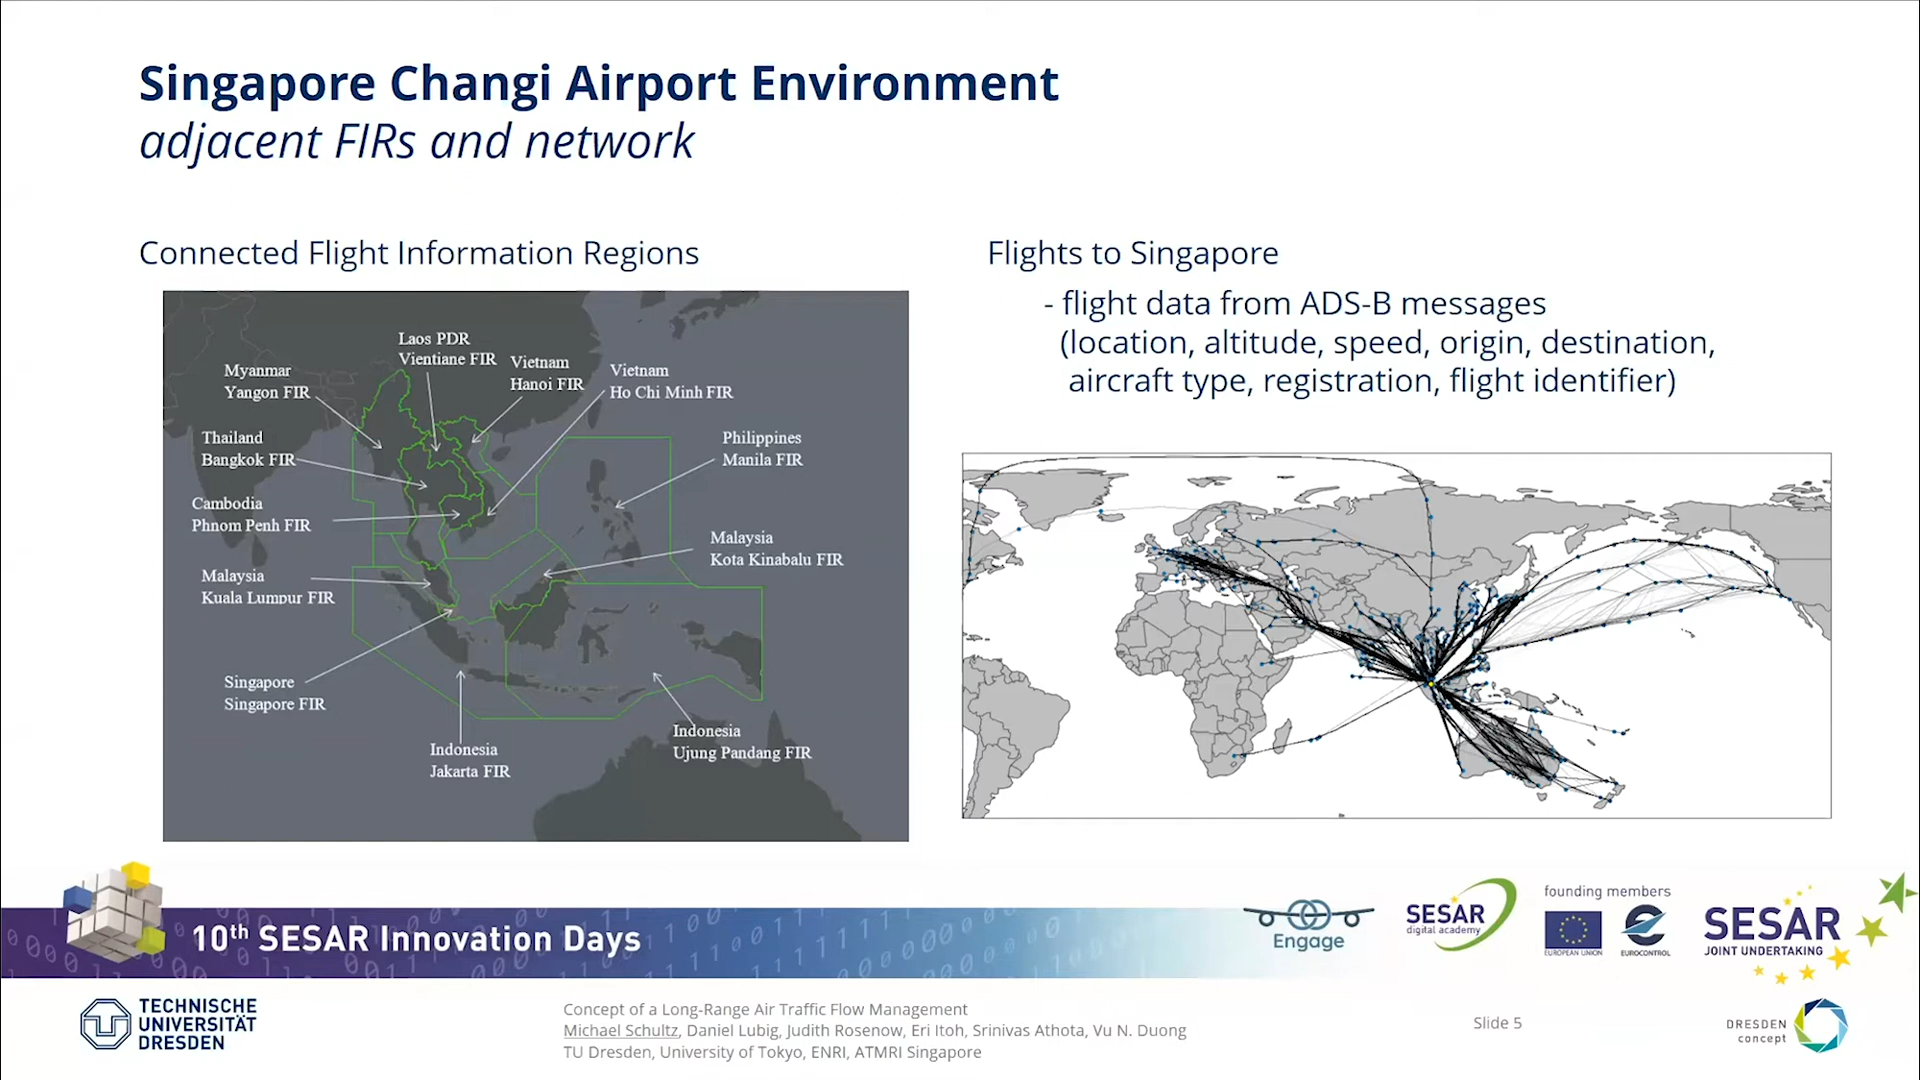 Singapore Changi Airport Environment
adjacent FIRs and network
Connected Flight Information Regions
Laos PDR
Vientiane FIR
Vietnam
Hanoi FIR
Vietnam
Ho Chi Minh FIR
Myanmar
Yangon FIR
Thailand
Bangkok FIR
Philippines
Manila FIR
Cambodia
Phnom Penh FIR
Malaysia
Kota Kinabalu FIR
Malaysia
Kuala Lumpur FIR
Singapore
Singapore FIR
Indonesia
Jakarta FIR
Indonesia
Ujung Pandang FIR
Flights to Singapore
- flight data from ADS-B messages
(location, altitude, speed, origin, destination,
aircraft type, registration, flight identifier)
10th SESAR Innovation Days
Engage
SESAR
digital academy
founding members
EUROPEAN UNION
EUROCONTROL
SESAR
JOINT UNDERTAKING
TECHNISCHE
UNIVERSITÄT
DRESDEN
Concept of a Long-Range Air Traffic Flow Management
Michael Schultz, Daniel Lubig, Judith Rosenow, Eri Itoh, Srinivas Athota, Vu N. Duong
TU Dresden, University of Tokyo, ENRI, ATMRI Singapore
Slide 5
DRESDEN
concept